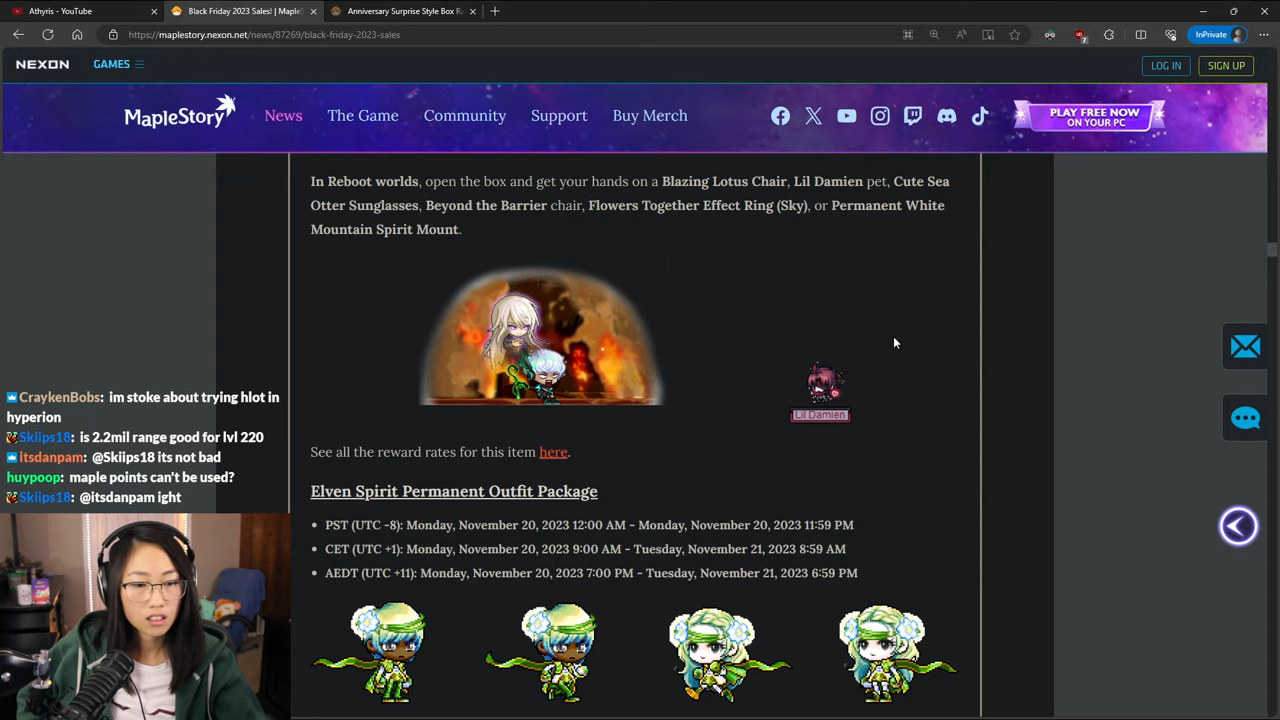 Athyris - YouTube
Black Friday 2023 Sales! | MapleS
Anniversary Surprise Style Box Ra
https://maplestory.nexon.net/news/87269/black-friday-2023-sales
7
InPrivate
NEXON
GAMES
LOG IN
SIGN UP
MapleStory
News
The Game
Community
Support
Buy Merch
PLAY FREE NOW
ON YOUR PC
In Reboot worlds, open the box and get your hands on a Blazing Lotus Chair, Lil Damien pet, Cute Sea
Otter Sunglasses, Beyond the Barrier chair, Flowers Together Effect Ring (Sky), or Permanent White
Mountain Spirit Mount.
Lil Damien
See all the reward rates for this item here.
Elven Spirit Permanent Outfit Package
• PST (UTC -8): Monday, November 20, 2023 12:00 AM - Monday, November 20, 2023 11:59 PM
• CET (UTC +1): Monday, November 20, 2023 9:00 AM - Tuesday, November 21, 2023 8:59 AM
• AEDT (UTC +11): Monday, November 20, 2023 7:00 PM - Tuesday, November 21, 2023 6:59 PM
CraykenBobs: im stoke about trying hlot in
hyperion
Skiips18: is 2.2mil range good for lvl 220
itsdanpam: @Skiips18 its not bad
huypoop: maple points can't be used?
Skiips18: @itsdanpam ight